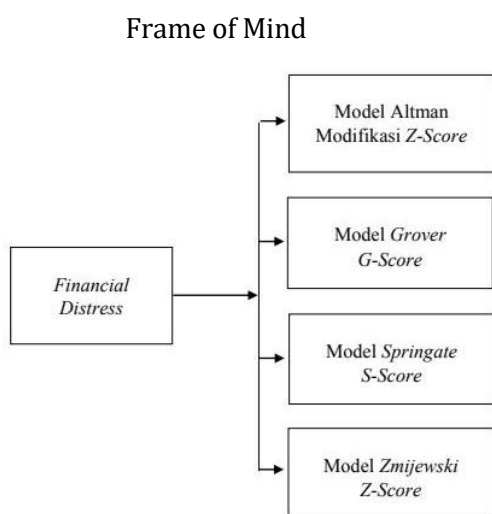 Frame of Mind
Model Altman
Modifikasi Z-Score
Model Grover
G-Score
Financial
Distress
Model Springate
S-Score
Model Zmijewski
Z-Score